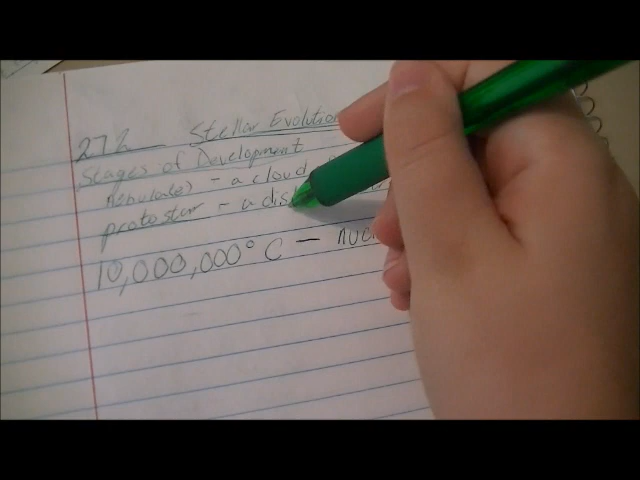 27.2 Stellar Evolution
Stages of Development
Nebula(e) - a cloud
protostar - a dis
10,000,000° C - nuc